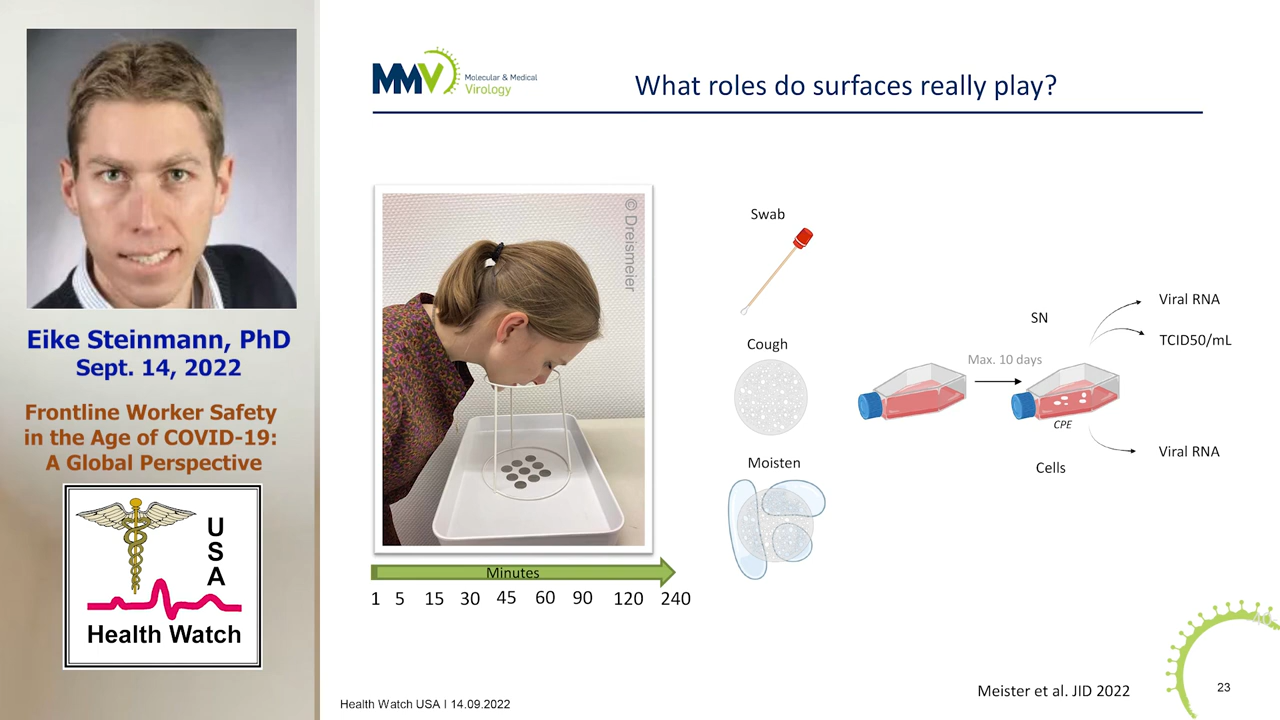 Eike Steinmann, PhD
Sept. 14, 2022
Frontline Worker Safety
in the Age of COVID-19:
A Global Perspective
U
S
A
Health Watch
MMV
Molecular & Medical
Virology
What roles do surfaces really play?
© Dreismeier
Minutes
1 5 15 30 45 60 90 120 240
Swab
Cough
Moisten
Max. 10 days
SN
CPE
Cells
Viral RNA
TCID50/mL
Viral RNA
Meister et al. JID 2022
23
Health Watch USA I 14.09.2022